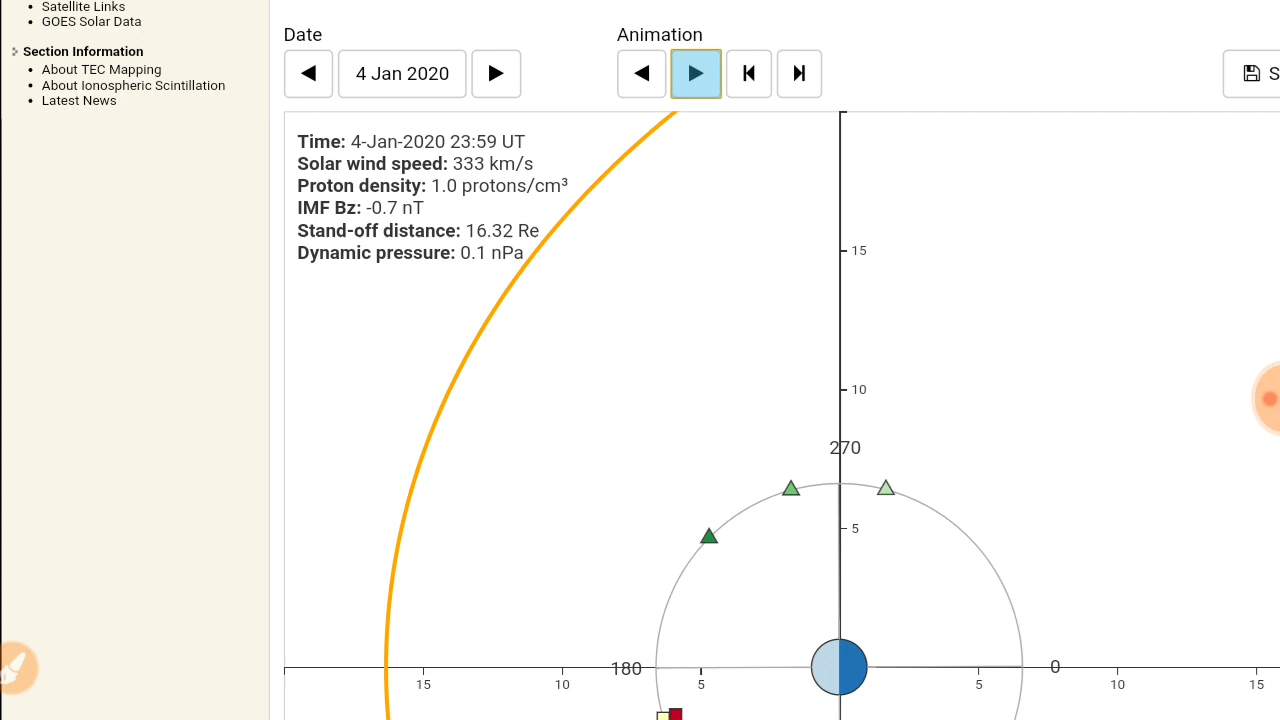 Satellite Links
GOES Solar Data
Section Information
About TEC Mapping
About Ionospheric Scintillation
Latest News
Date
Animation
4 Jan 2020
S
Time: 4-Jan-2020 23:59 UT
Solar wind speed: 333 km/s
Proton density: 1.0 protons/cm³
IMF Bz: -0.7 nT
Stand-off distance: 16.32 Re
Dynamic pressure: 0.1 nPa
15
10
270
5
180
0
15
10
5
5
10
15